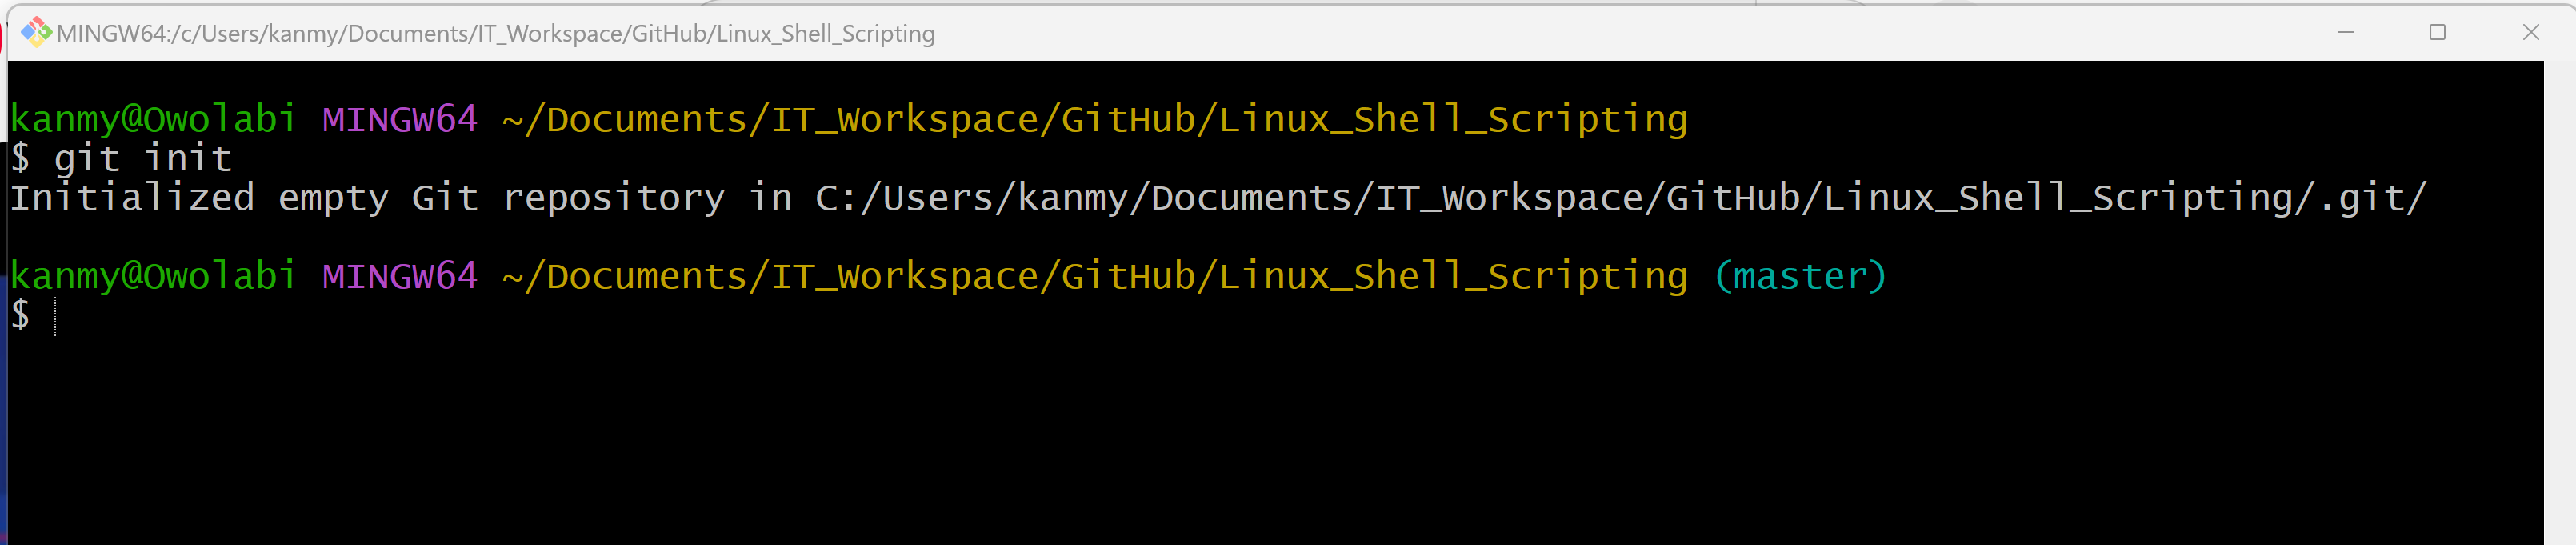 MINGW64:/c/Users/kanmy/Documents/IT_Workspace/GitHub/Linux_Shell_Scripting
kanmy@Owolabi MINGW64 ~/Documents/IT_Workspace/GitHub/Linux_Shell_Scripting
$ git init
Initialized empty Git repository in C:/Users/kanmy/Documents/IT_Workspace/GitHub/Linux_Shell_Scripting/.git/
kanmy@Owolabi MINGW64 ~/Documents/IT_Workspace/GitHub/Linux_Shell_Scripting (master)
$